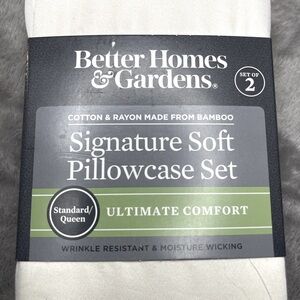 Better Homes
& Gardens®
SET OF
2
COTTON & RAYON MADE FROM BAMBOO
Signature Soft
Pillowcase Set
Standard/
Queen
ULTIMATE COMFORT
WRINKLE RESISTANT & MOISTURE WICKING